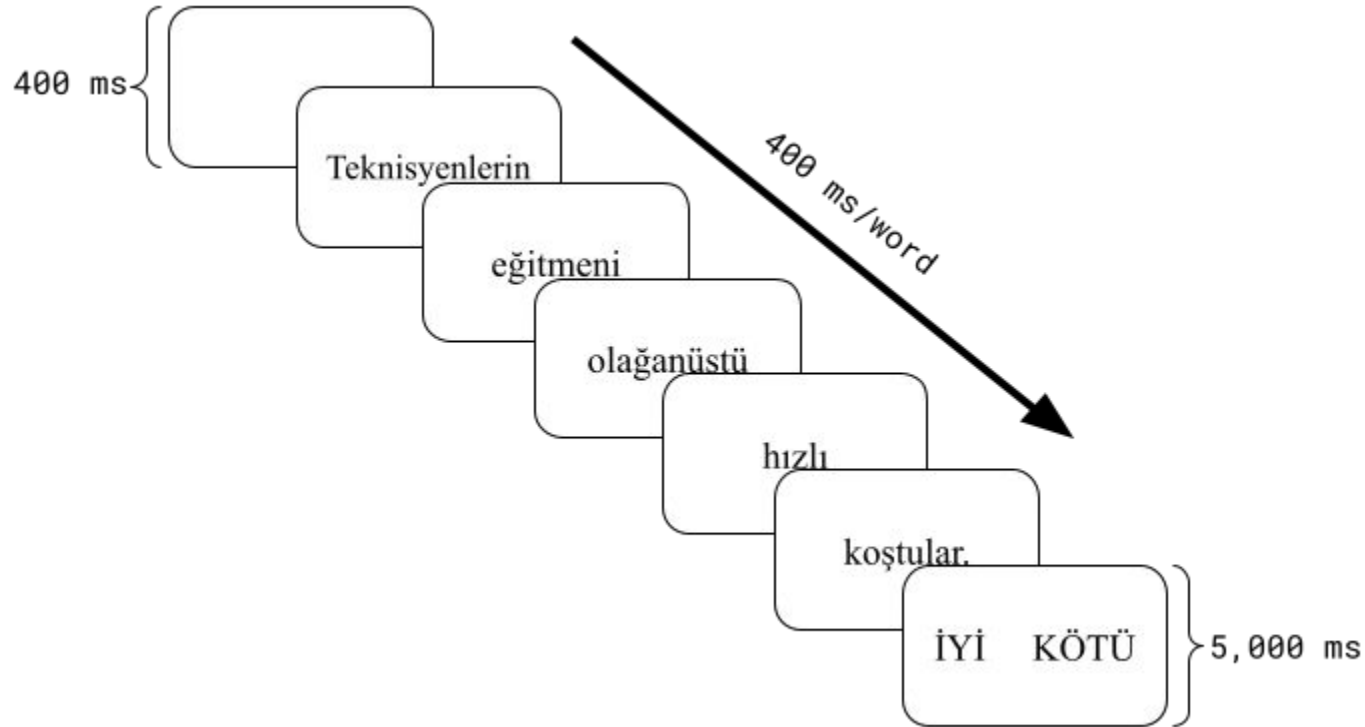 400 ms
Teknisyenlerin
400 ms/word
eğitmeni
olağanüstü
hızlı
koştular.
İYİ KÖTÜ
5,000 ms